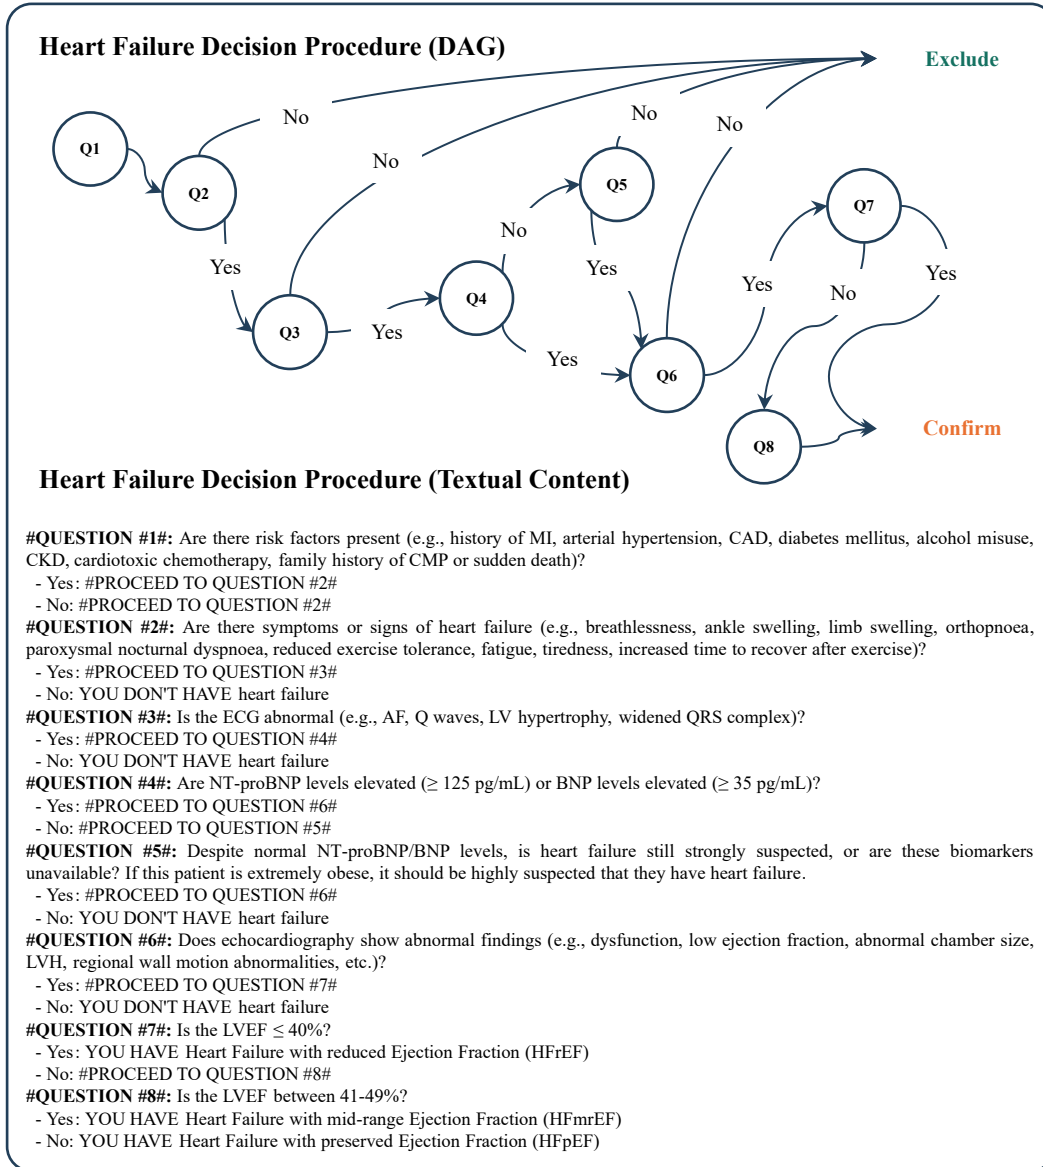 Heart Failure Decision Procedure (DAG)
Exclude
No
No
No
No
Q1
Q2
Q5
Q7
Yes
No
Yes
Yes
No
Yes
Q4
Q3
Yes
Yes
Q6
Confirm
Q8
Heart Failure Decision Procedure (Textual Content)
#QUESTION #1#: Are there risk factors present (e.g., history of MI, arterial hypertension, CAD, diabetes mellitus, alcohol misuse,
CKD, cardiotoxic chemotherapy, family history of CMP or sudden death)?
- Yes: #PROCEED TO QUESTION #2#
- No: #PROCEED TO QUESTION #2#
#QUESTION #2#: Are there symptoms or signs of heart failure (e.g., breathlessness, ankle swelling, limb swelling, orthopnoea,
paroxysmal nocturnal dyspnoea, reduced exercise tolerance, fatigue, tiredness, increased time to recover after exercise)?
- Yes: #PROCEED TO QUESTION #3#
- No: YOU DON'T HAVE heart failure
#QUESTION #3#: Is the ECG abnormal (e.g., AF, Q waves, LV hypertrophy, widened QRS complex)?
- Yes: #PROCEED TO QUESTION #4#
- No: YOU DON'T HAVE heart failure
#QUESTION #4#: Are NT-proBNP levels elevated (≥ 125 pg/mL) or BNP levels elevated (≥ 35 pg/mL)?
- Yes: #PROCEED TO QUESTION #6#
- No: #PROCEED TO QUESTION #5#
#QUESTION #5#: Despite normal NT-proBNP/BNP levels, is heart failure still strongly suspected, or are these biomarkers
unavailable? If this patient is extremely obese, it should be highly suspected that they have heart failure.
- Yes: #PROCEED TO QUESTION #6#
- No: YOU DON'T HAVE heart failure
#QUESTION #6#: Does echocardiography show abnormal findings (e.g., dysfunction, low ejection fraction, abnormal chamber size,
LVH, regional wall motion abnormalities, etc.)?
- Yes: #PROCEED TO QUESTION #7#
- No: YOU DON'T HAVE heart failure
#QUESTION #7#: Is the LVEF ≤ 40%?
- Yes: YOU HAVE Heart Failure with reduced Ejection Fraction (HFrEF)
- No: #PROCEED TO QUESTION #8#
#QUESTION #8#: Is the LVEF between 41-49%?
- Yes: YOU HAVE Heart Failure with mid-range Ejection Fraction (HFmrEF)
- No: YOU HAVE Heart Failure with preserved Ejection Fraction (HFpEF)